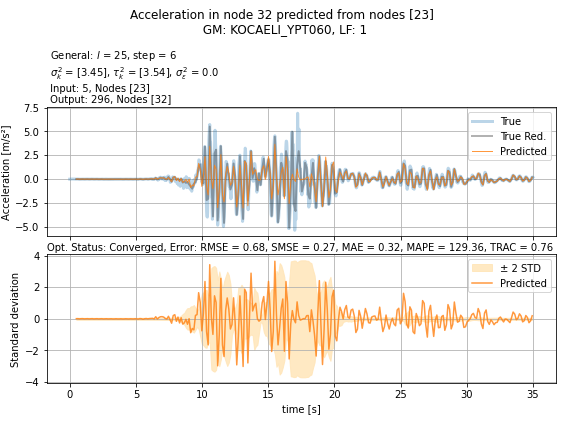 Acceleration in node 32 predicted from nodes [23]
GM: KOCAELI_YPT060, LF: 1
General: l = 25, step = 6
σ²ₖ = [3.45], τ²ₖ = [3.54], σ²ε = 0.0
Input: 5, Nodes [23]
Output: 296, Nodes [32]
Acceleration [m/s²]
7.5
5.0
2.5
0.0
−2.5
−5.0
True
True Red.
Predicted
Opt. Status: Converged, Error: RMSE = 0.68, SMSE = 0.27, MAE = 0.32, MAPE = 129.36, TRAC = 0.76
Standard deviation
4
2
0
−2
−4
± 2 STD
Predicted
0 5 10 15 20 25 30 35
time [s]